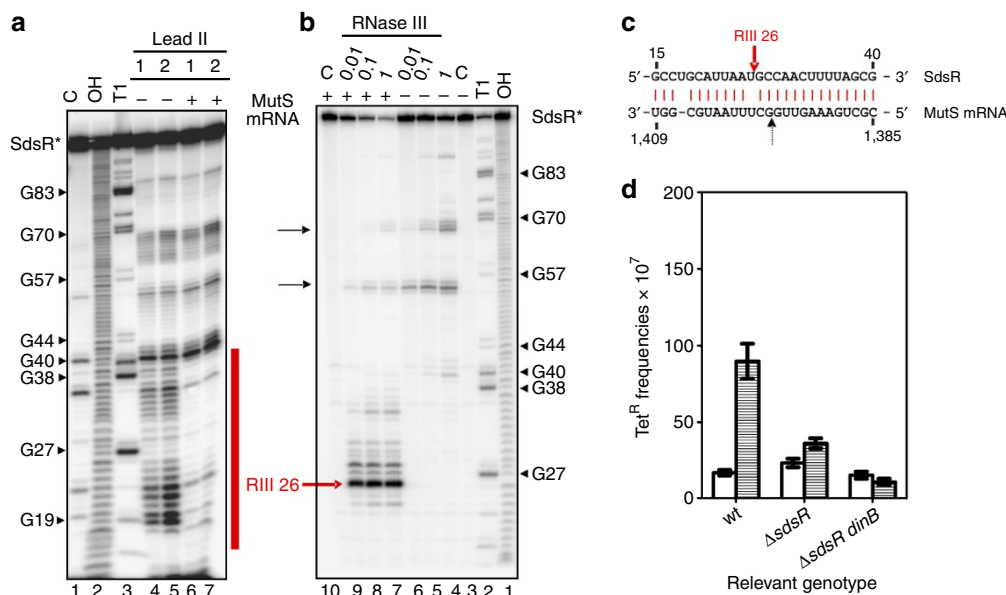 a
Lead II
1 2 1 2
C OH T1 – – + + MutS mRNA
SdsR*
G83
G70
G57
G44
G40
G38
G27
G19
1 2 3 4 5 6 7
b
RNase III
C 0,01 0,1 1 0,01 0,1 1 C T1 OH
+ + + + – – – –
SdsR*
G83
G70
G57
G44
G40
G38
G27
RIII 26
10 9 8 7 6 5 4 3 2 1
c
RIII 26
15 40
5′-GCCUGCAUUAAUGCCAACUUUUAGCG - 3′ SdsR
3′-UGG -CGUAAUUUCGGUUGAAAGUCGC - 5′ MutS mRNA
1,409 1,385
d
200
150
100
50
0
Tet^R frequencies × 10^7
wt
ΔsdsR
ΔsdsR dinB
Relevant genotype